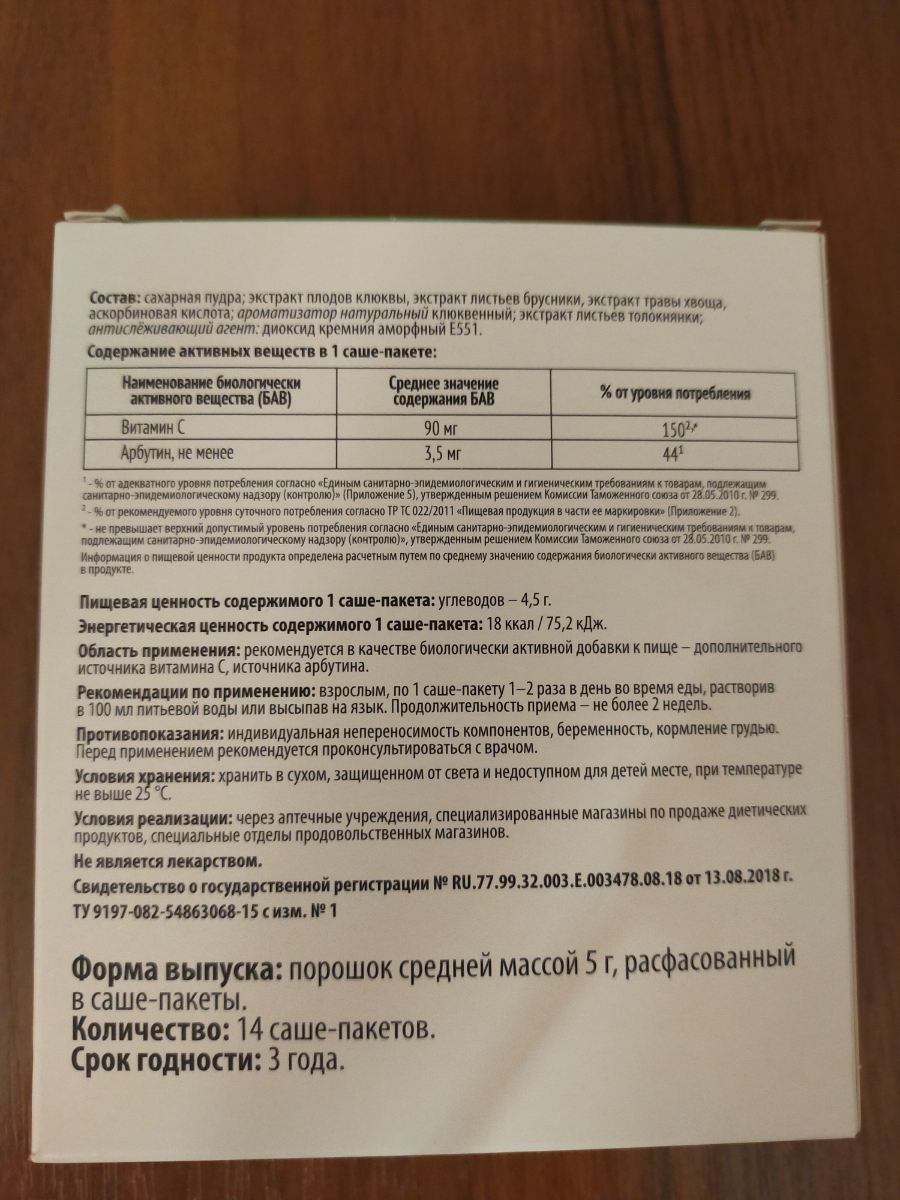 Состав: сахарная пудра; экстракт плодов клюквы, экстракт листьев брусники, экстракт травы хвоща,
аскорбиновая кислота; ароматизатор натуральный клюквенный; экстракт листьев толокнянки;
антислёживающий агент: диоксид кремния аморфный Е551.
Содержание активных веществ в 1 саше-пакете:
Наименование биологически активного вещества (БАВ) Среднее значение содержания БАВ % от уровня потребления
Витамин С 90 мг 150²,*
Арбутин, не менее 3,5 мг 44¹
¹ - % от адекватного уровня потребления согласно «Единым санитарно-эпидемиологическим и гигиеническим требованиям к товарам, подлежащим
санитарно-эпидемиологическому надзору (контролю)» (Приложение 5), утвержденным решением Комиссии Таможенного союза от 28.05.2010 г. № 299.
² - % от рекомендуемого уровня суточного потребления согласно ТР ТС 022/2011 «Пищевая продукция в части ее маркировки» (Приложение 2).
* - не превышает верхний допустимый уровень потребления согласно «Единым санитарно-эпидемиологическим и гигиеническим требованиям к товарам,
подлежащим санитарно-эпидемиологическому надзору (контролю)», утвержденным решением Комиссии Таможенного союза от 28.05.2010 г. № 299.
Информация о пищевой ценности продукта определена расчетным путем по среднему значению содержания биологически активного вещества (БАВ)
в продукте.
Пищевая ценность содержимого 1 саше-пакета: углеводов – 4,5 г.
Энергетическая ценность содержимого 1 саше-пакета: 18 ккал / 75,2 кДж.
Область применения: рекомендуется в качестве биологически активной добавки к пище – дополнительного
источника витамина С, источника арбутина.
Рекомендации по применению: взрослым, по 1 саше-пакету 1–2 раза в день во время еды, растворив
в 100 мл питьевой воды или высыпав на язык. Продолжительность приема – не более 2 недель.
Противопоказания: индивидуальная непереносимость компонентов, беременность, кормление грудью.
Перед применением рекомендуется проконсультироваться с врачом.
Условия хранения: хранить в сухом, защищенном от света и недоступном для детей месте, при температуре
не выше 25 °С.
Условия реализации: через аптечные учреждения, специализированные магазины по продаже диетических
продуктов, специальные отделы продовольственных магазинов.
Не является лекарством.
Свидетельство о государственной регистрации № RU.77.99.32.003.Е.003478.08.18 от 13.08.2018 г.
ТУ 9197-082-54863068-15 с изм. № 1
Форма выпуска: порошок средней массой 5 г, расфасованный
в саше-пакеты.
Количество: 14 саше-пакетов.
Срок годности: 3 года.